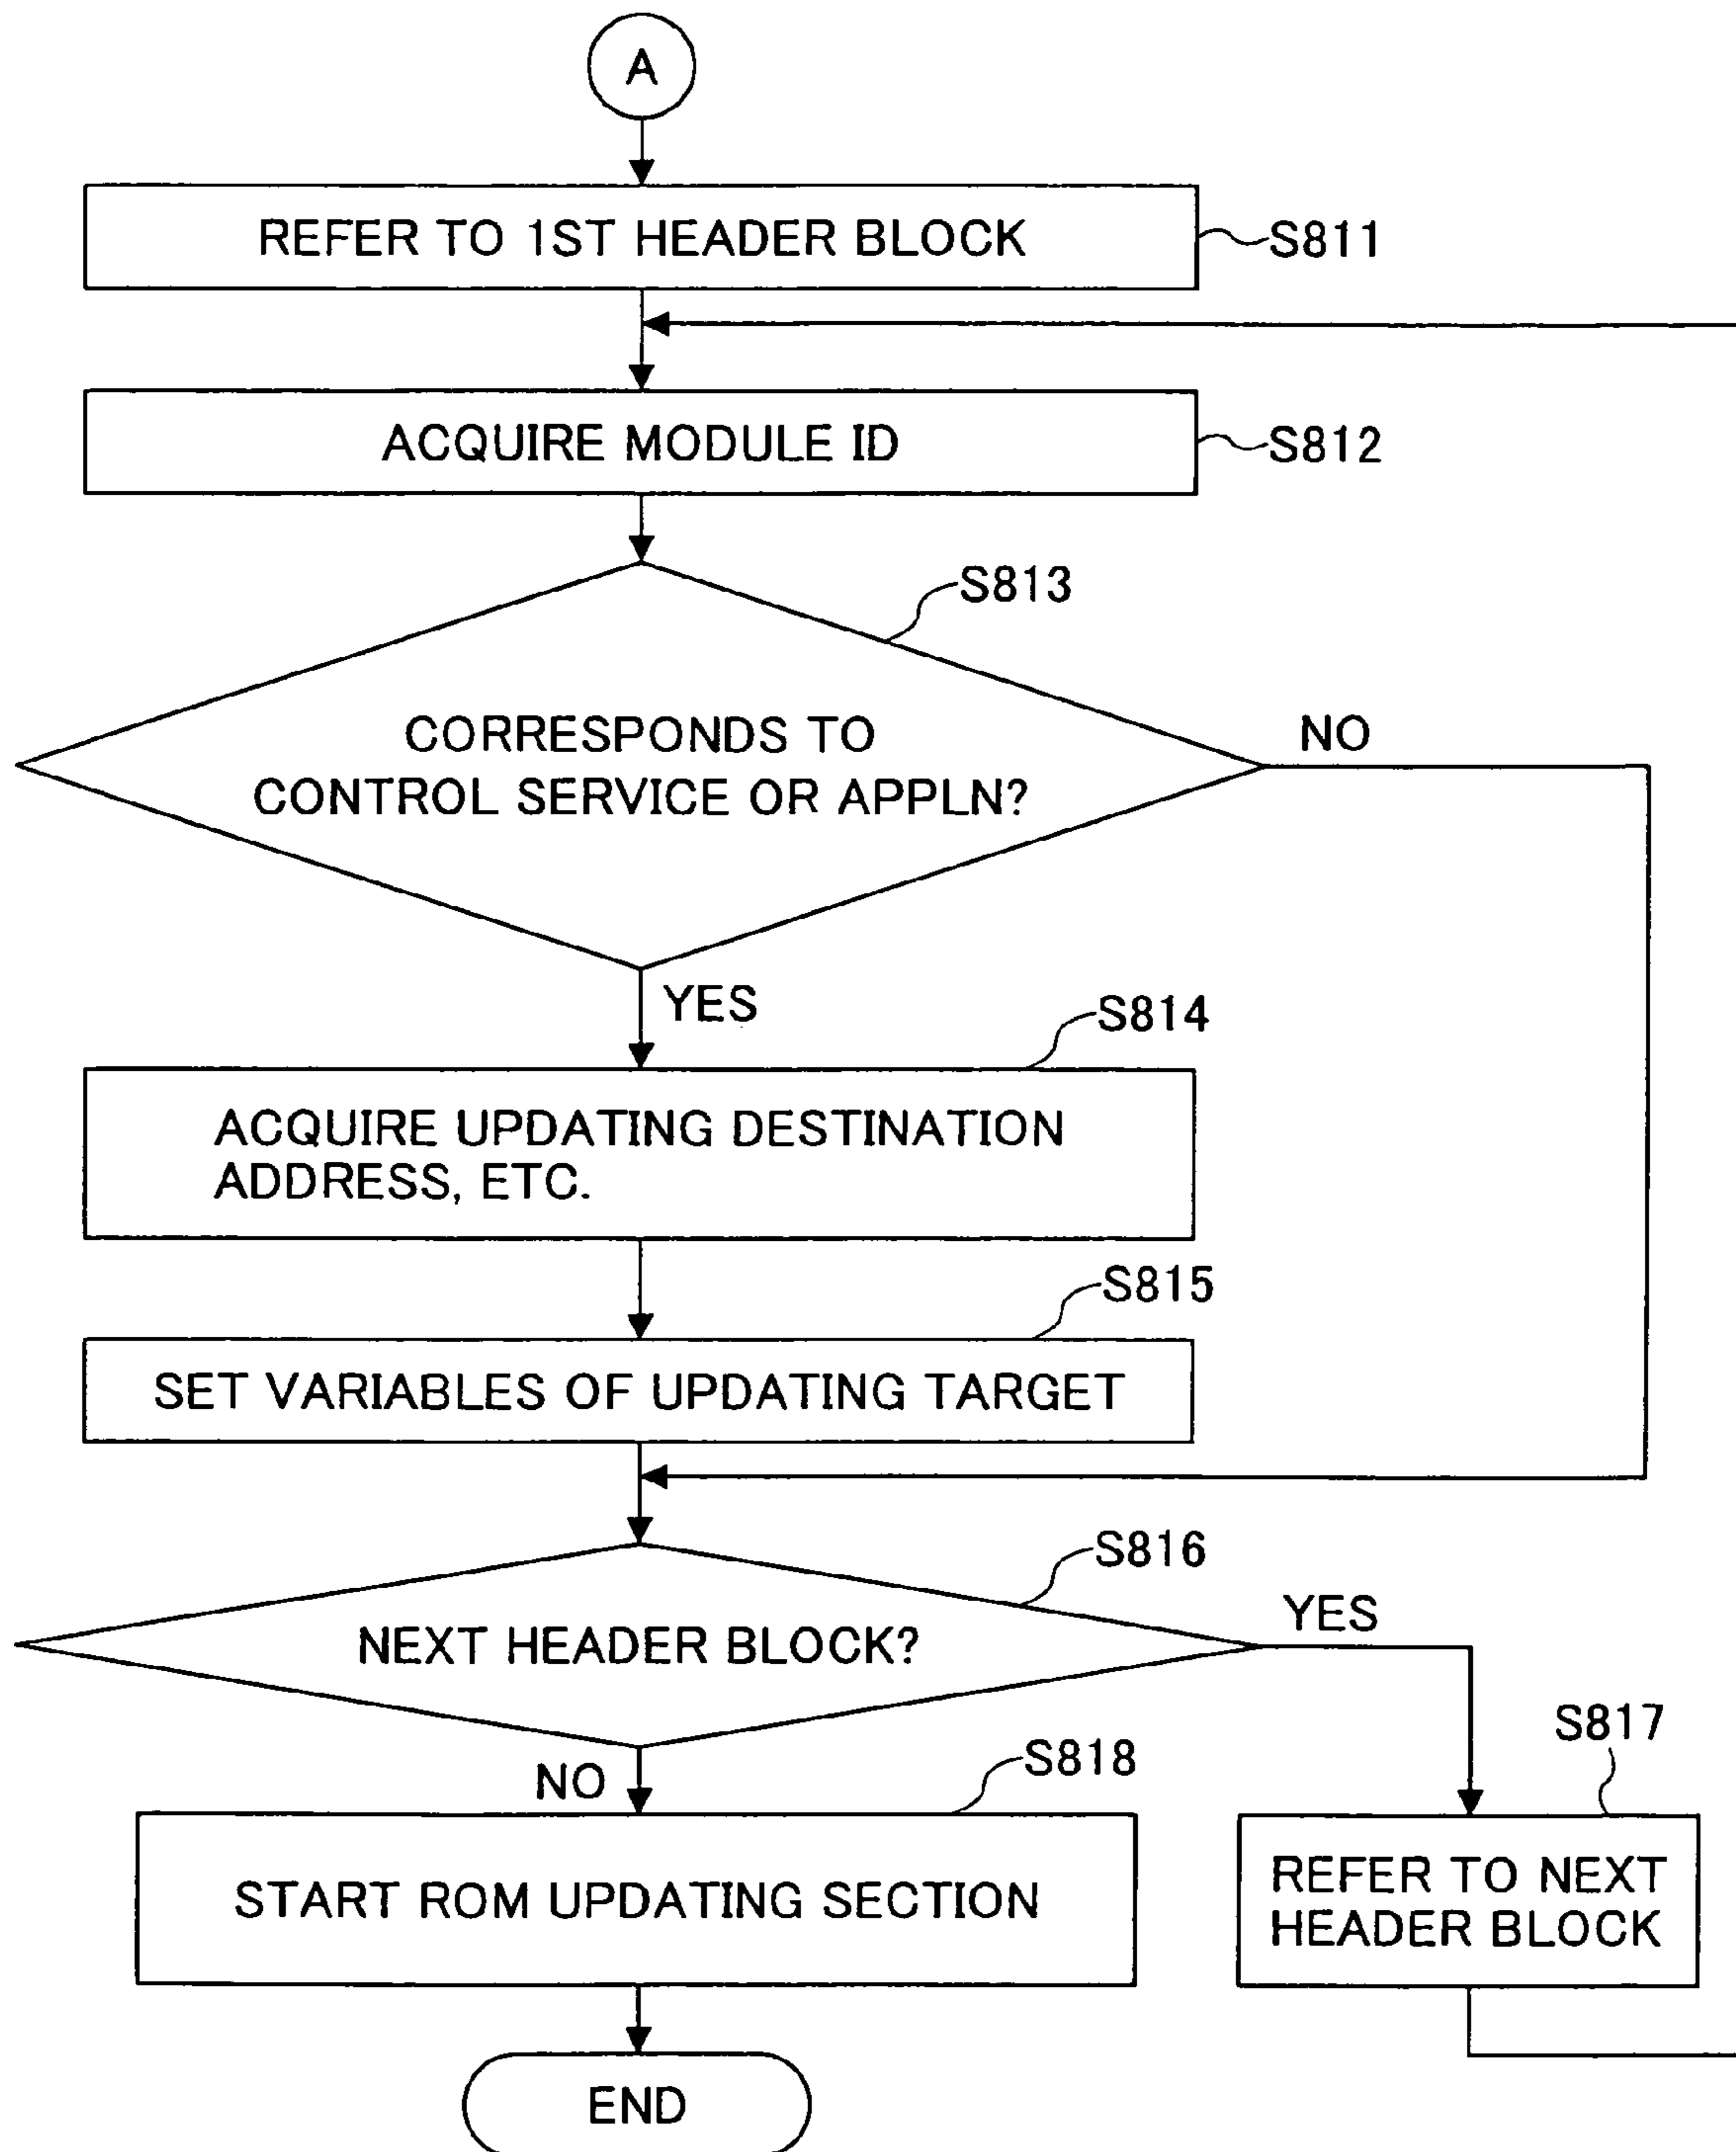 A
REFER TO 1ST HEADER BLOCK
S811
ACQUIRE MODULE ID
S812
S813
CORRESPONDS TO
CONTROL SERVICE OR APPLN?
NO
YES
S814
ACQUIRE UPDATING DESTINATION
ADDRESS, ETC.
S815
SET VARIABLES OF UPDATING TARGET
S816
NEXT HEADER BLOCK?
YES
NO
S818
S817
START ROM UPDATING SECTION
REFER TO NEXT
HEADER BLOCK
END